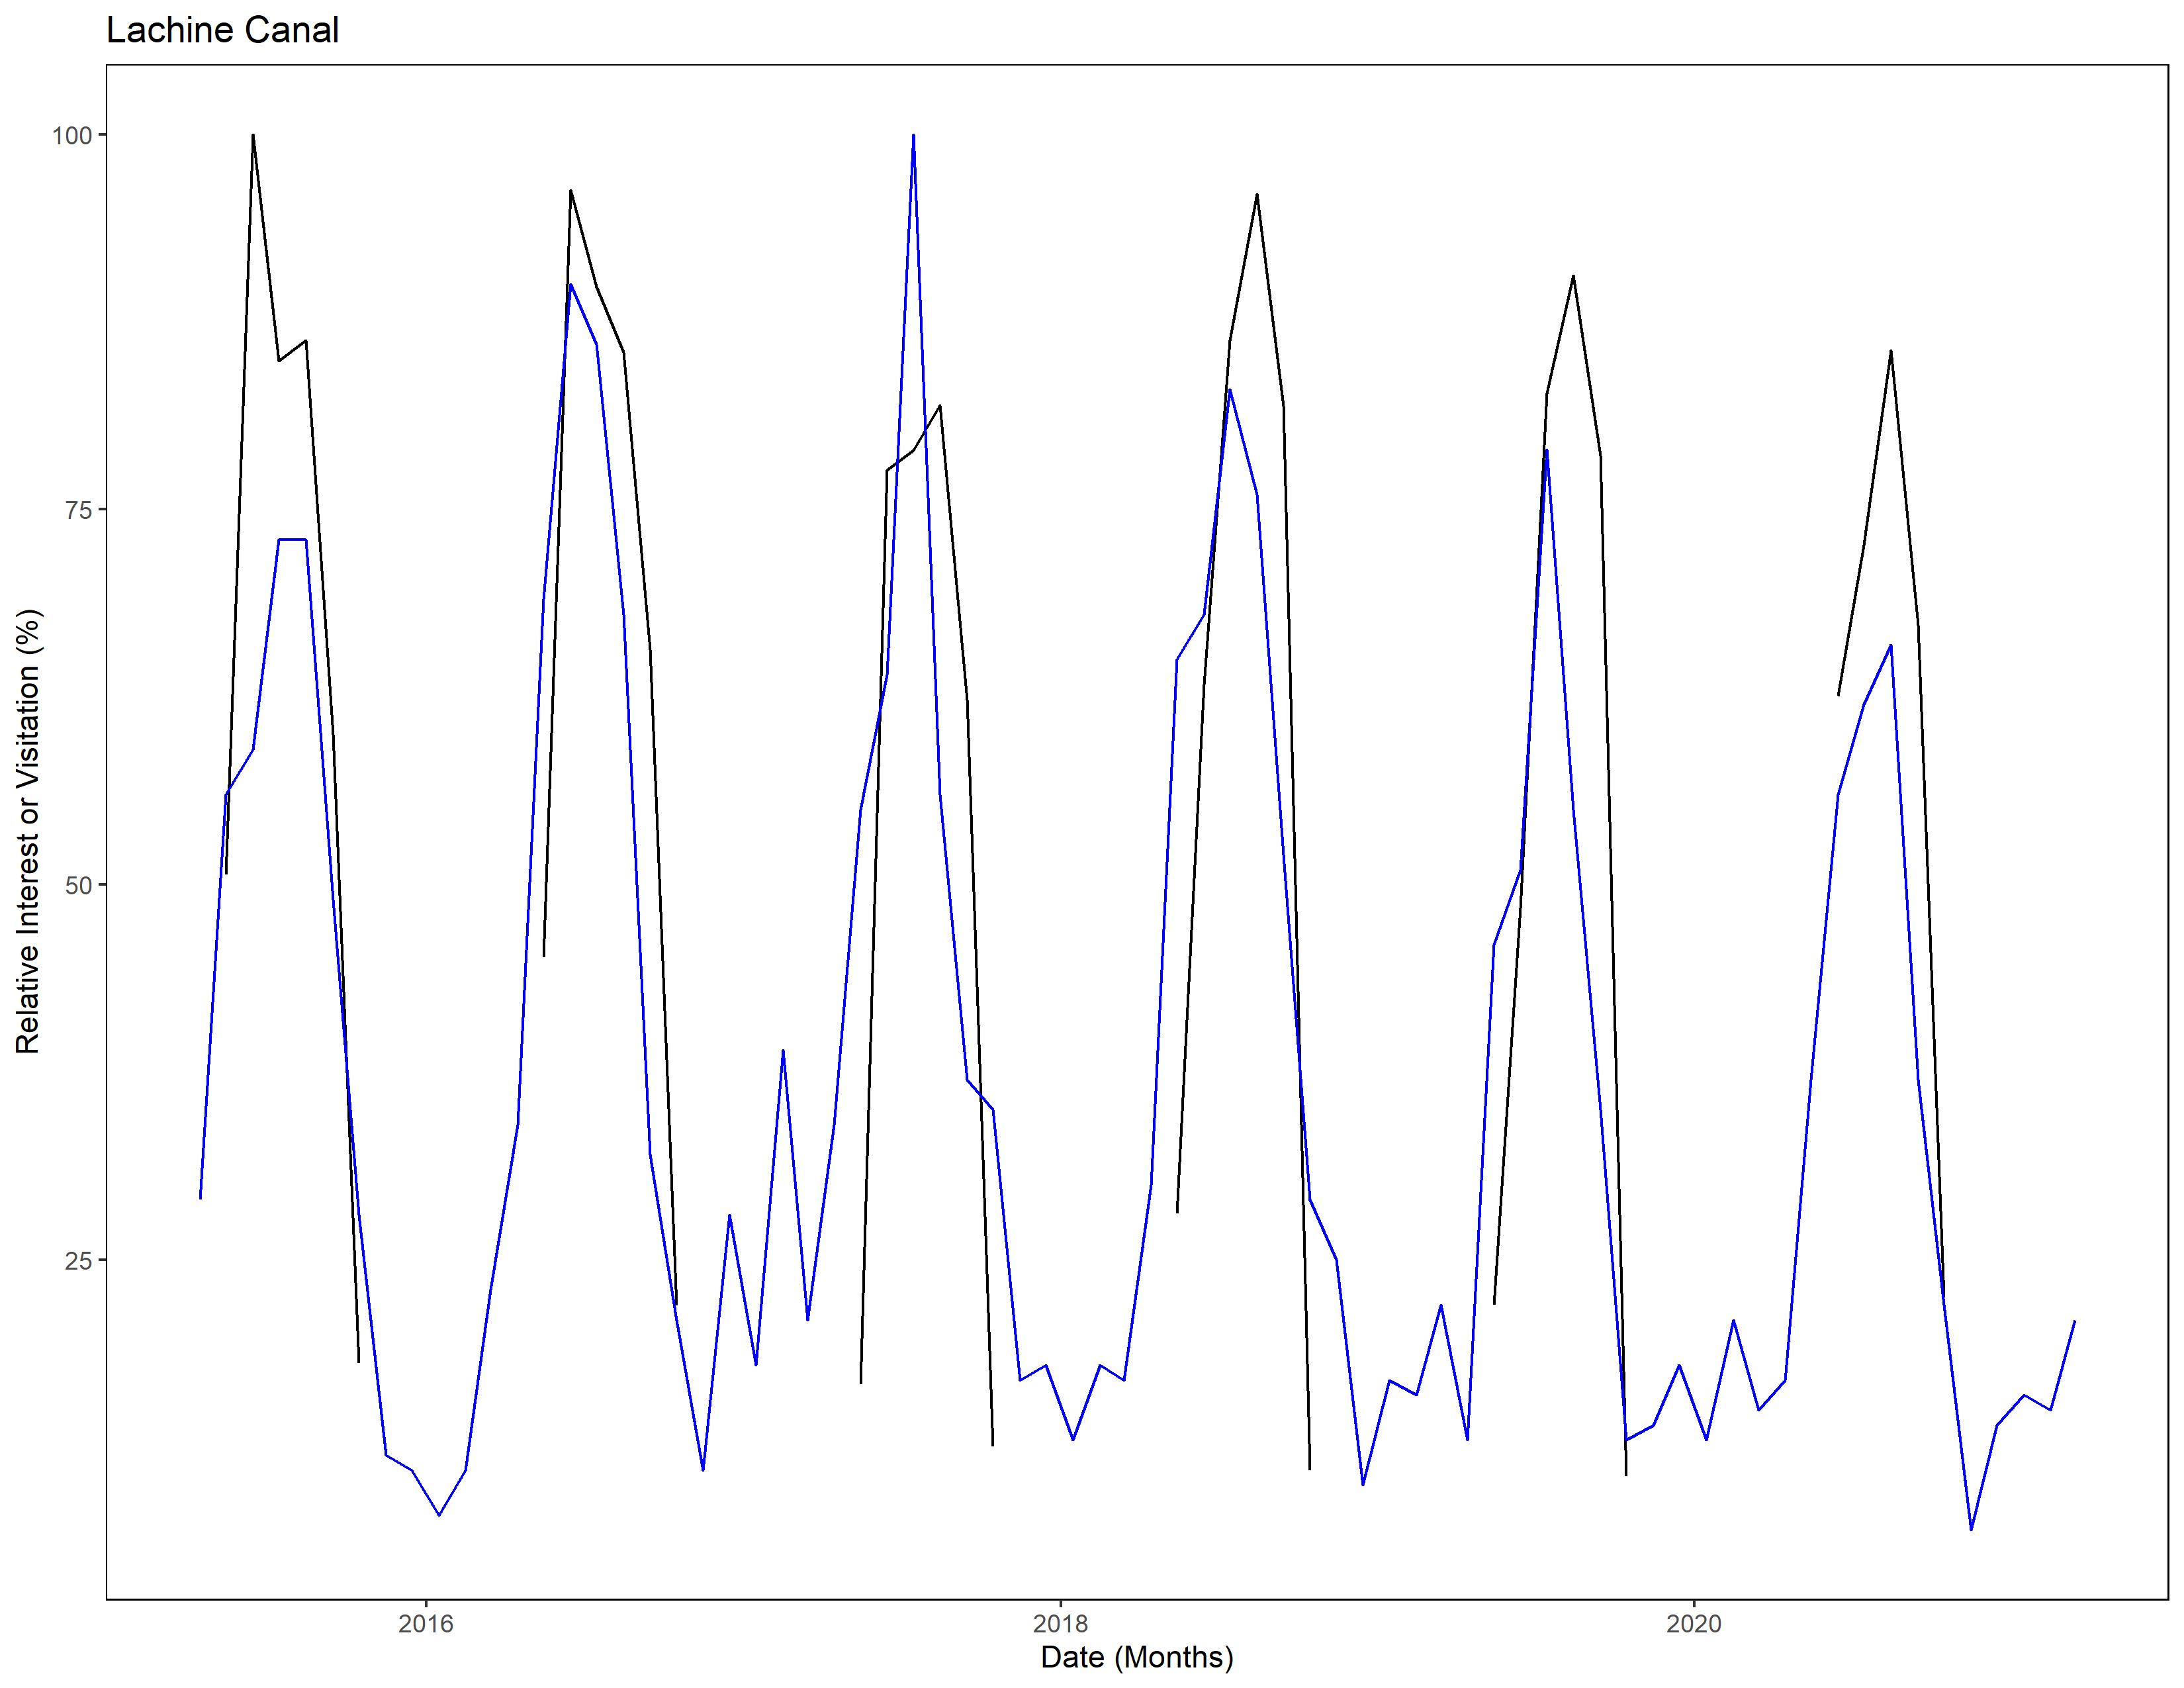 Lachine Canal
100
75
50
25
Relative Interest or Visitation (%)
2016 2018 2020
Date (Months)